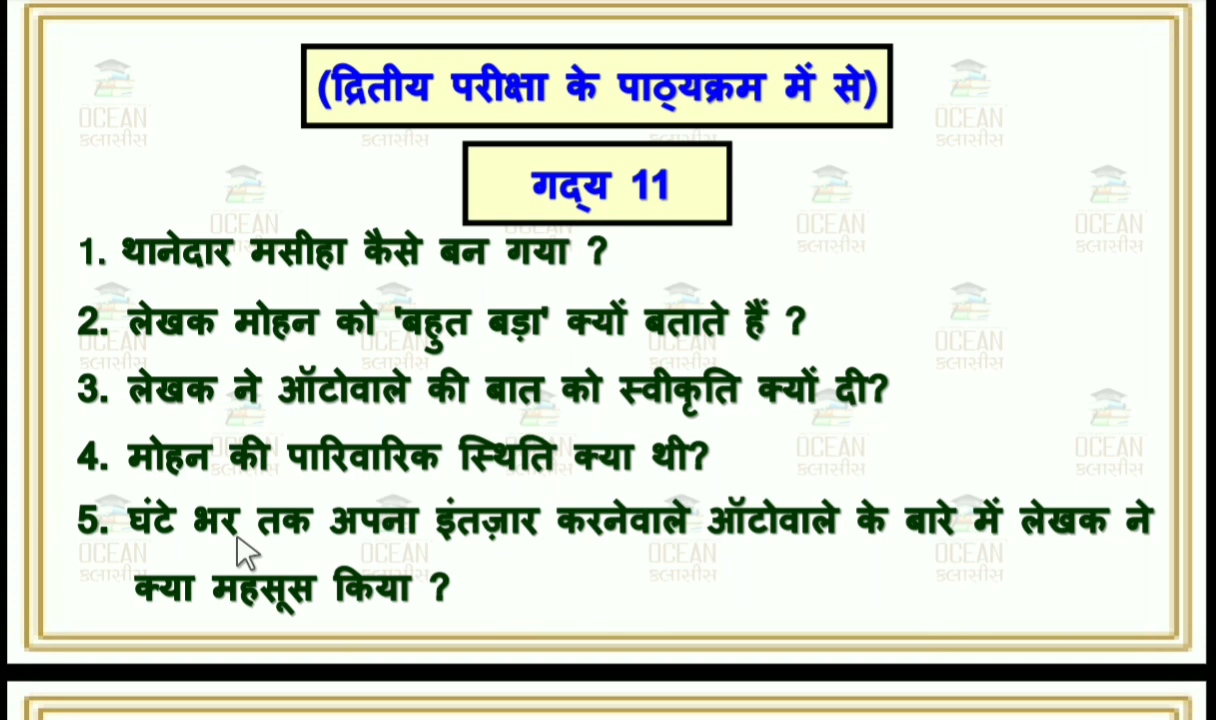 (द्वितीय परीक्षा के पाठ्यक्रम में से)
गद्य 11
1. थानेदार मसीहा कैसे बन गया ?
2. लेखक मोहन को 'बहुत बड़ा' क्यों बताते हैं ?
3. लेखक ने ऑटोवाले की बात को स्वीकृति क्यों दी?
4. मोहन की पारिवारिक स्थिति क्या थी?
5. घंटे भर तक अपना इंतज़ार करनेवाले ऑटोवाले के बारे में लेखक ने
क्या महसूस किया ?
OCEAN
ક્લાસીસ